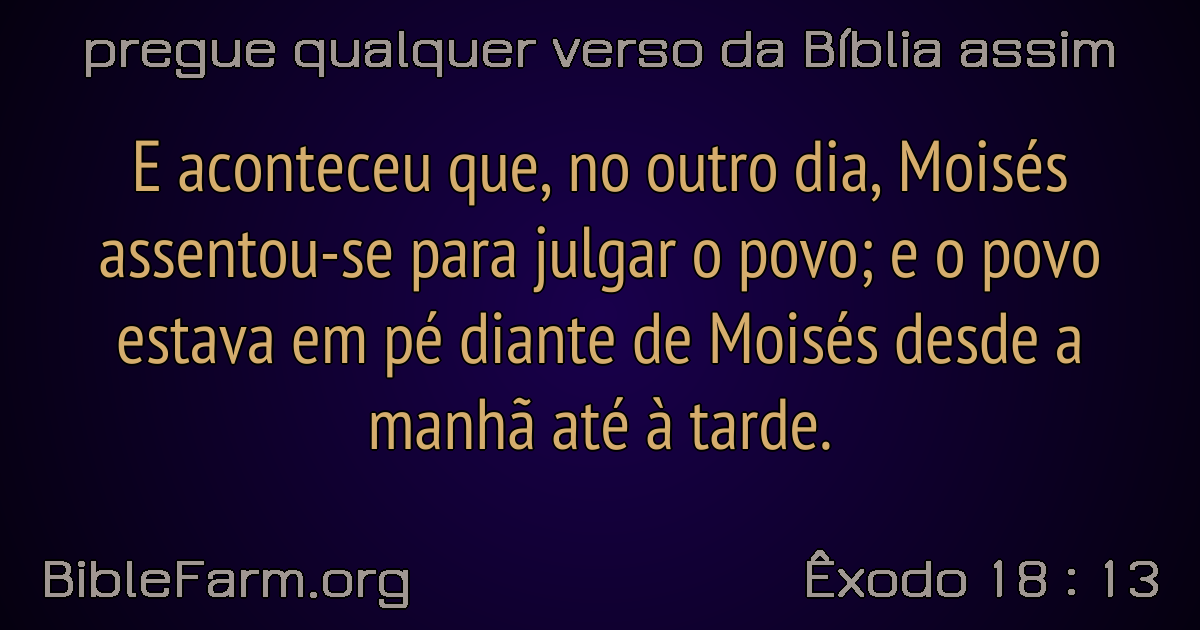 pregue qualquer verso da Bíblia assim
E aconteceu que, no outro dia, Moisés
assentou-se para julgar o povo; e o povo
estava em pé diante de Moisés desde a
manhã até à tarde.
BibleFarm.org
Êxodo 18 : 13